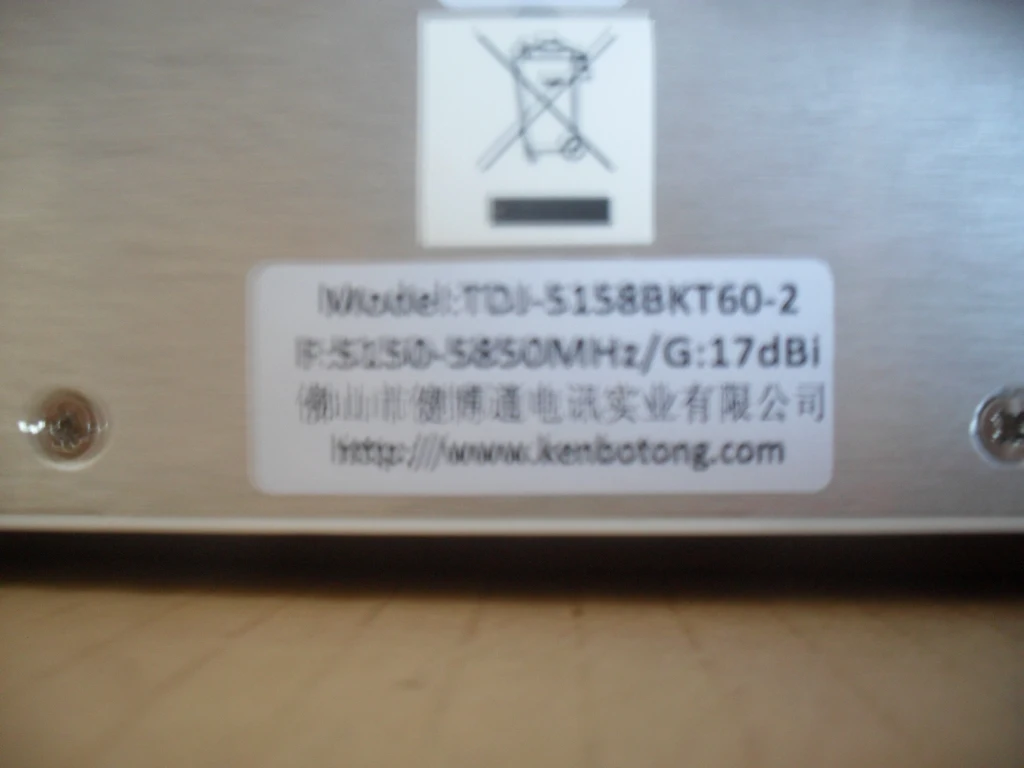 Model:TDJ-5158BKT60-2
F:5150-5850MHz/G:17dBi
佛山市健博通电讯实业有限公司
http://www.kenbotong.com